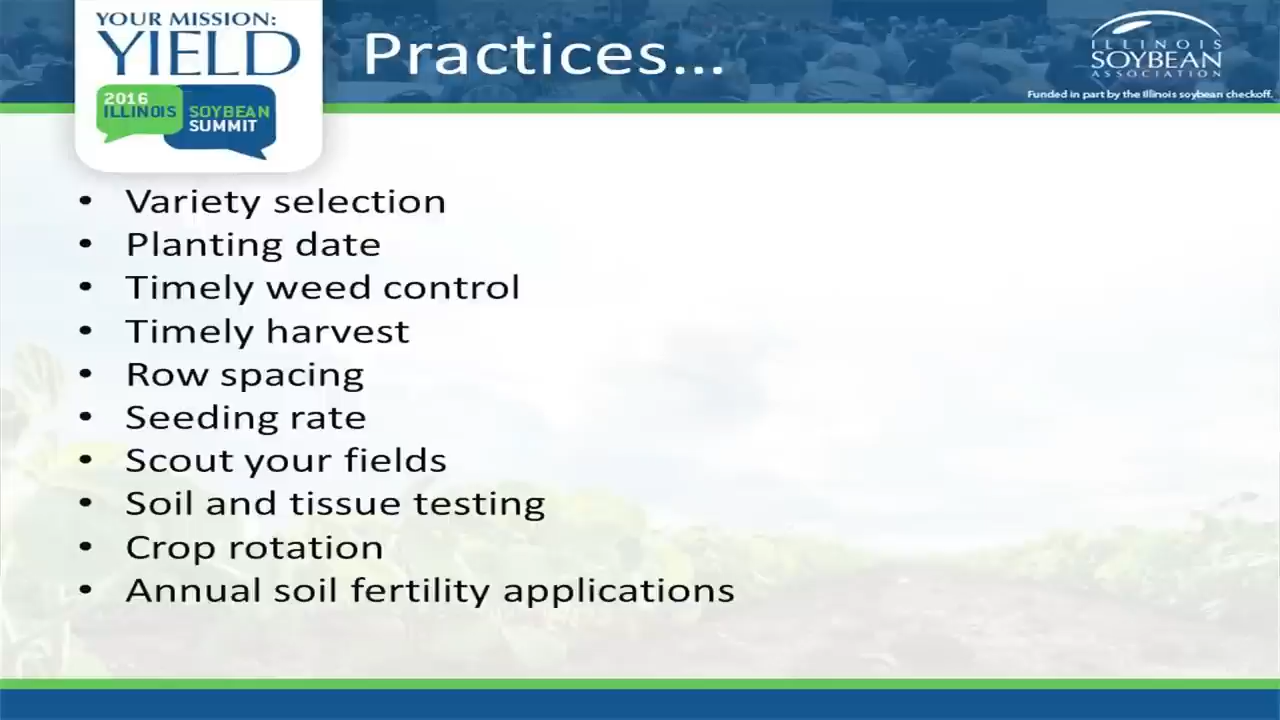 YOUR MISSION:
YIELD
2016
ILLINOIS SOYBEAN
SUMMIT
Practices...
ILLINOIS
SOYBEAN
ASSOCIATION
Funded in part by the Illinois soybean checkoff.
• Variety selection
• Planting date
• Timely weed control
• Timely harvest
• Row spacing
• Seeding rate
• Scout your fields
• Soil and tissue testing
• Crop rotation
• Annual soil fertility applications